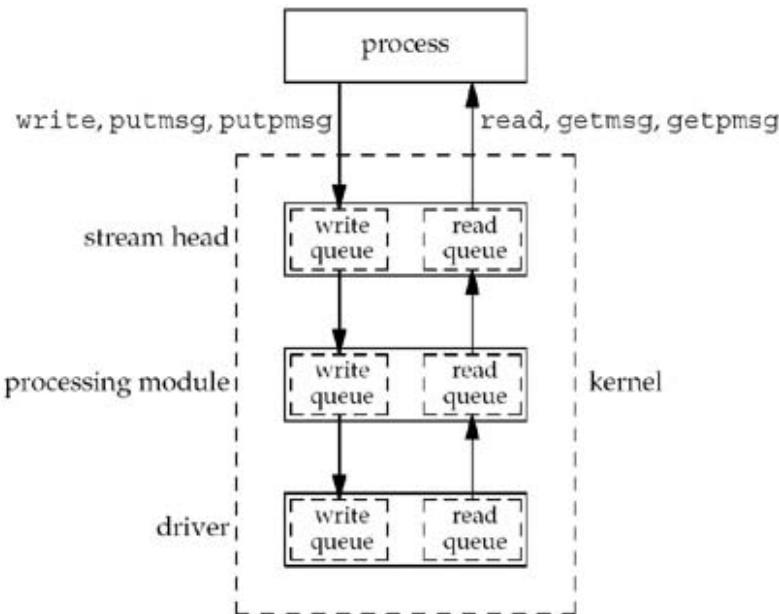 process
write, putmsg, putpmsg
read, getmsg, getpmsg
stream head
write
queue
read
queue
processing module
write
queue
read
queue
kernel
driver
write
queue
read
queue